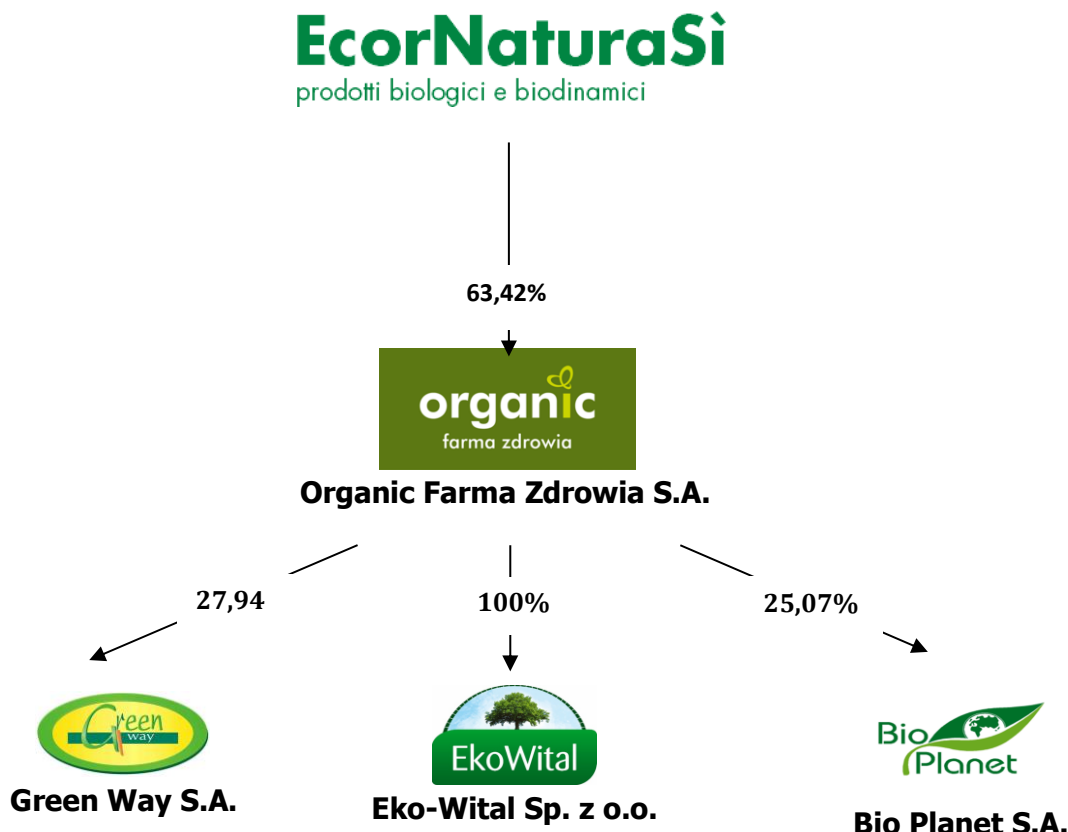 EcorNaturaSì
prodotti biologici e biodinamici
63,42%
organic
farma zdrowia
Organic Farma Zdrowia S.A.
27,94
100%
25,07%
Green
way
EkoWital
Bio
Planet
Green Way S.A.
Eko-Wital Sp. z o.o.
Bio Planet S.A.